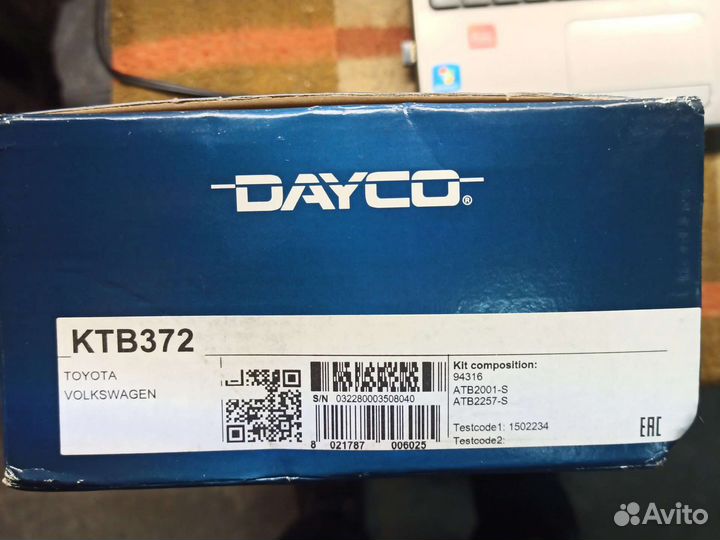 DAYCO®
KTB372
TOYOTA
VOLKSWAGEN
S/N 032280003508040
8 021787 006025
Kit composition:
94316
ATB2001-S
ATB2257-S
Testcode1: 1502234
Testcode2:
EAC
Avito